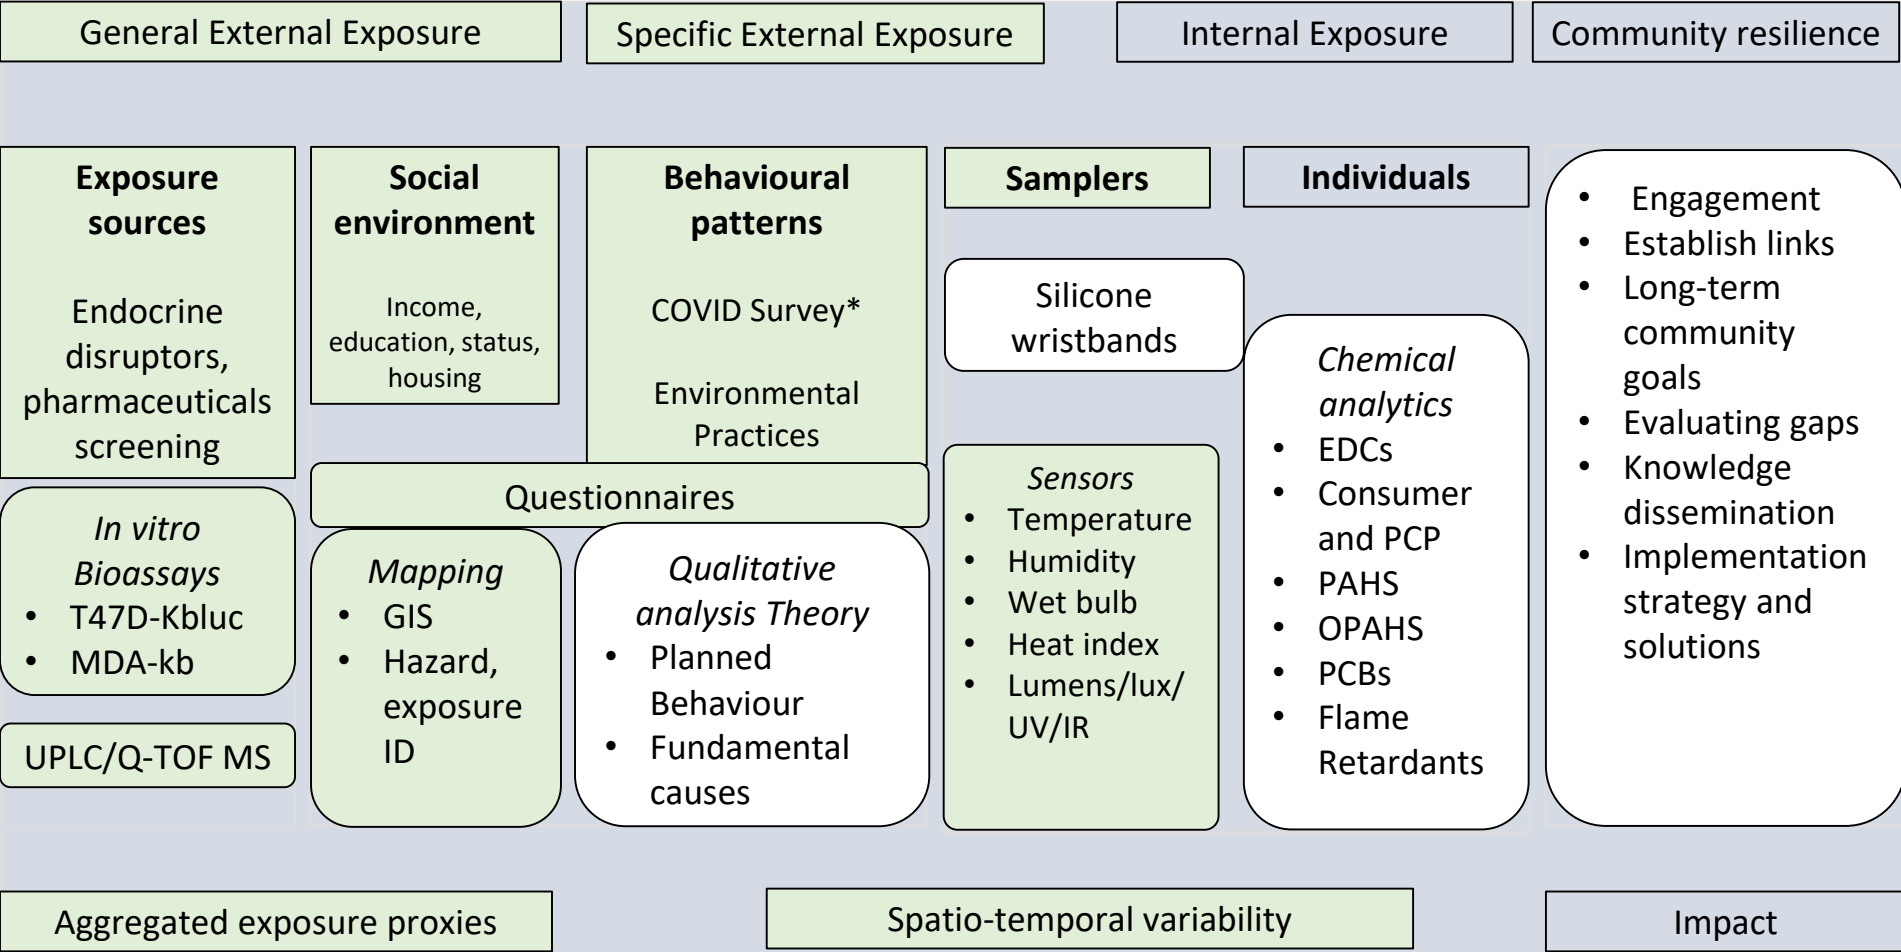 General External Exposure
Specific External Exposure
Internal Exposure
Community resilience
Exposure
sources
Endocrine
disruptors,
pharmaceuticals
screening
In vitro
Bioassays
• T47D-Kbluc
• MDA-kb
UPLC/Q-TOF MS
Social
environment
Income,
education, status,
housing
Behavioural
patterns
COVID Survey*
Environmental
Practices
Questionnaires
Mapping
• GIS
• Hazard,
exposure
ID
Qualitative
analysis Theory
• Planned
Behaviour
• Fundamental
causes
Samplers
Silicone
wristbands
Sensors
• Temperature
• Humidity
• Wet bulb
• Heat index
• Lumens/lux/
UV/IR
Individuals
Chemical
analytics
• EDCs
• Consumer
and PCP
• PAHS
• OPAHS
• PCBs
• Flame
Retardants
• Engagement
• Establish links
• Long-term
community
goals
• Evaluating gaps
• Knowledge
dissemination
• Implementation
strategy and
solutions
Aggregated exposure proxies
Spatio-temporal variability
Impact